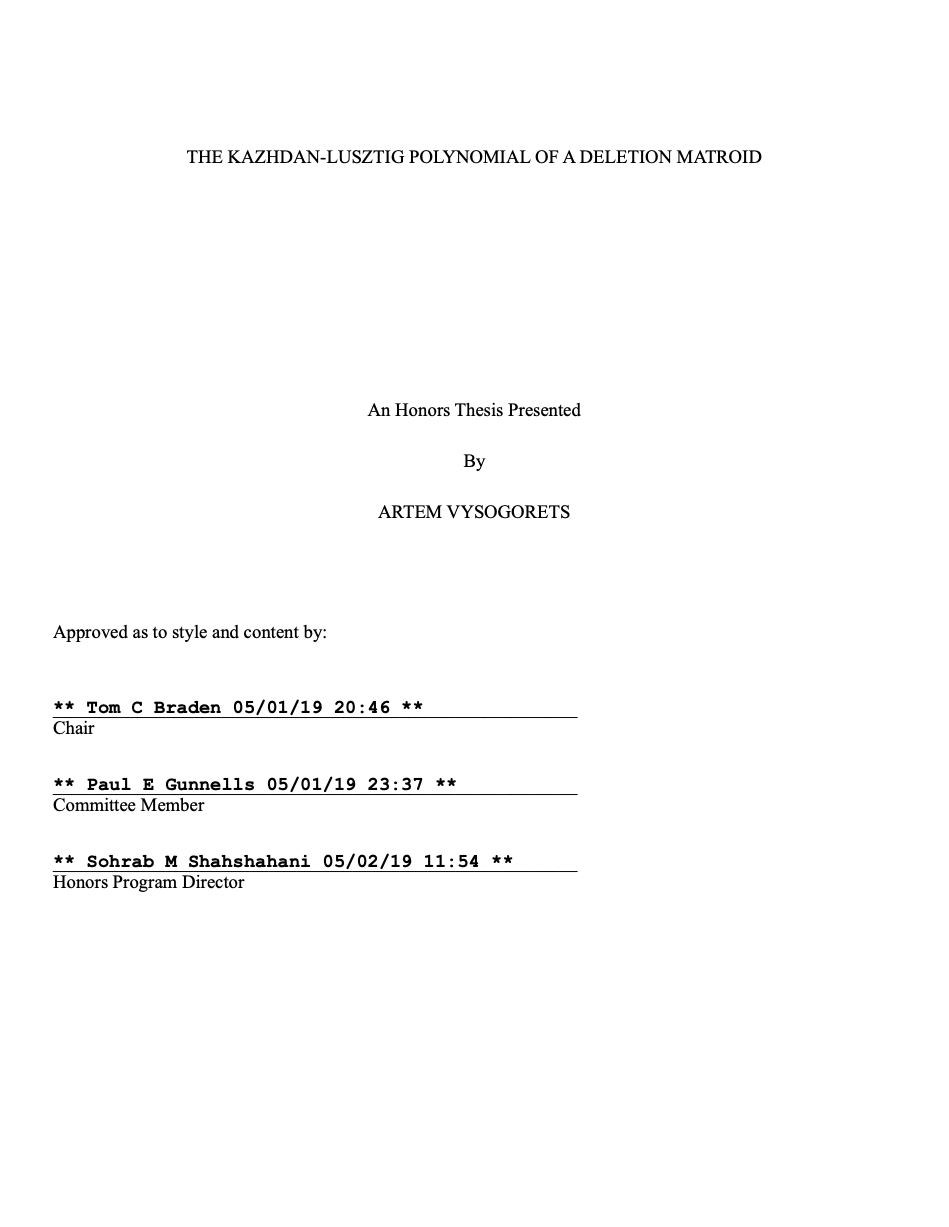 THE KAZHDAN-LUSZTIG POLYNOMIAL OF A DELETION MATROID
An Honors Thesis Presented
By
ARTEM VYSOGORETS
Approved as to style and content by:
** Tom C Braden 05/01/19 20:46 **
Chair
** Paul E Gunnells 05/01/19 23:37 **
Committee Member
** Sohrab M Shahshahani 05/02/19 11:54 **
Honors Program Director